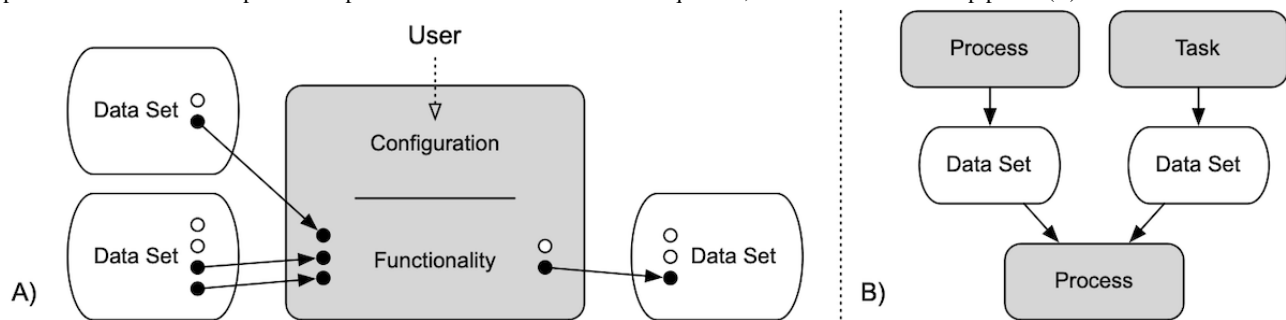 User
Data Set
Configuration
Data Set
Functionality
Data Set
A)
Process
Task
Data Set
Data Set
Process
B)